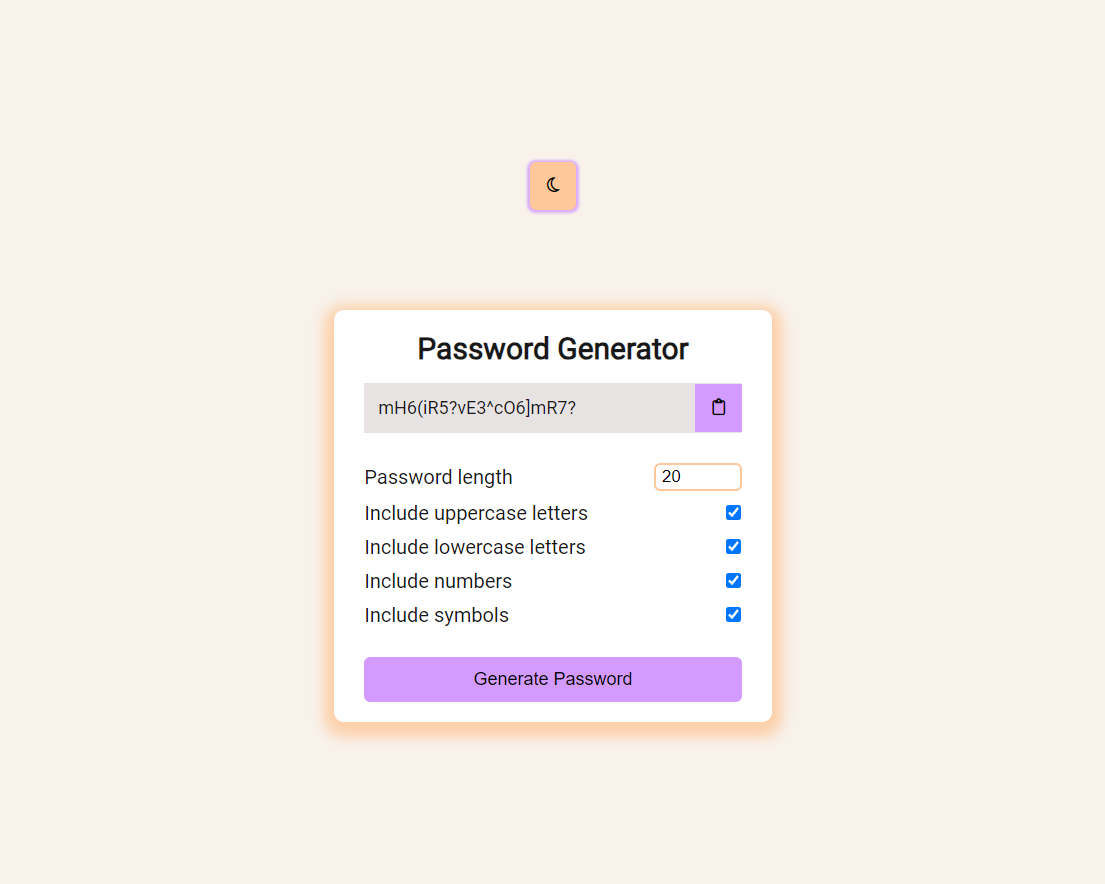 Password Generator
mH6(iR5?vE3^cO6]mR7?
Password length
20
Include uppercase letters
Include lowercase letters
Include numbers
Include symbols
Generate Password